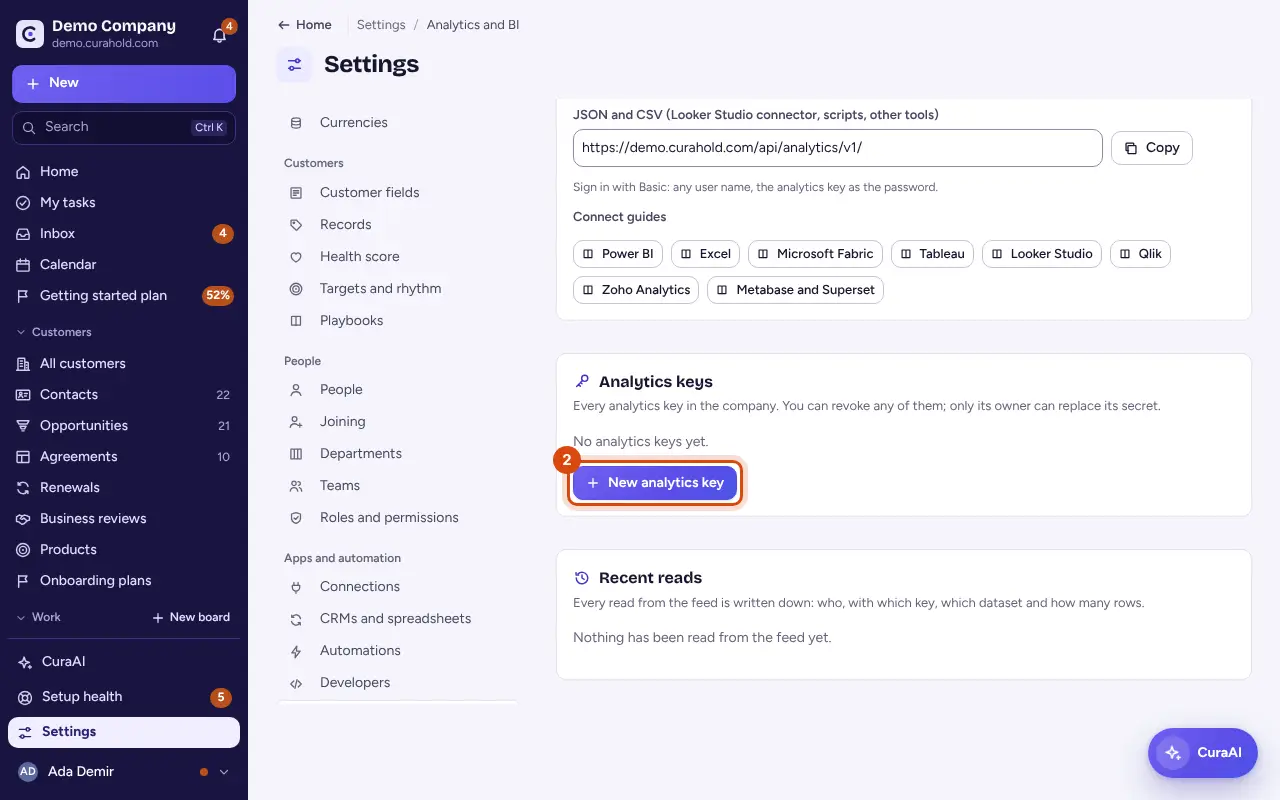 Demo Company
demo.curahold.com
4
New
Search
Ctrl K
Home
My tasks
Inbox
4
Calendar
Getting started plan
52%
Customers
All customers
Contacts
22
Opportunities
21
Agreements
10
Renewals
Business reviews
Products
Onboarding plans
Work
New board
CuraAI
Setup health
5
Settings
AD
Ada Demir
Home
Settings / Analytics and BI
Settings
Currencies
Customers
Customer fields
Records
Health score
Targets and rhythm
Playbooks
People
People
Joining
Departments
Teams
Roles and permissions
Apps and automation
Connections
CRMs and spreadsheets
Automations
Developers
JSON and CSV (Looker Studio connector, scripts, other tools)
https://demo.curahold.com/api/analytics/v1/
Copy
Sign in with Basic: any user name, the analytics key as the password.
Connect guides
Power BI
Excel
Microsoft Fabric
Tableau
Looker Studio
Qlik
Zoho Analytics
Metabase and Superset
Analytics keys
Every analytics key in the company. You can revoke any of them; only its owner can replace its secret.
No analytics keys yet.
2
New analytics key
Recent reads
Every read from the feed is written down: who, with which key, which dataset and how many rows.
Nothing has been read from the feed yet.
CuraAI